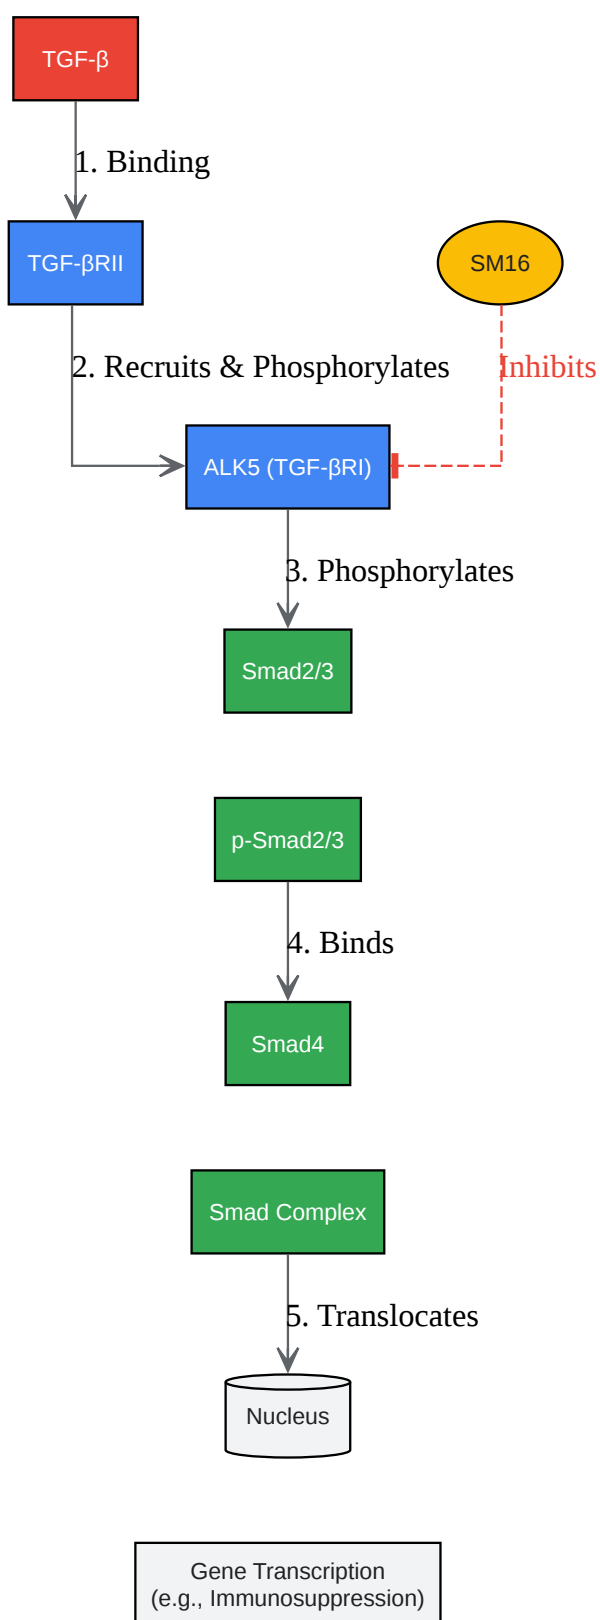 TGF-β
1. Binding
TGF-βRII
SM16
2. Recruits & Phosphorylates
Inhibits
ALK5 (TGF-βRI)
3. Phosphorylates
Smad2/3
p-Smad2/3
4. Binds
Smad4
Smad Complex
5. Translocates
Nucleus
Gene Transcription
(e.g., Immunosuppression)